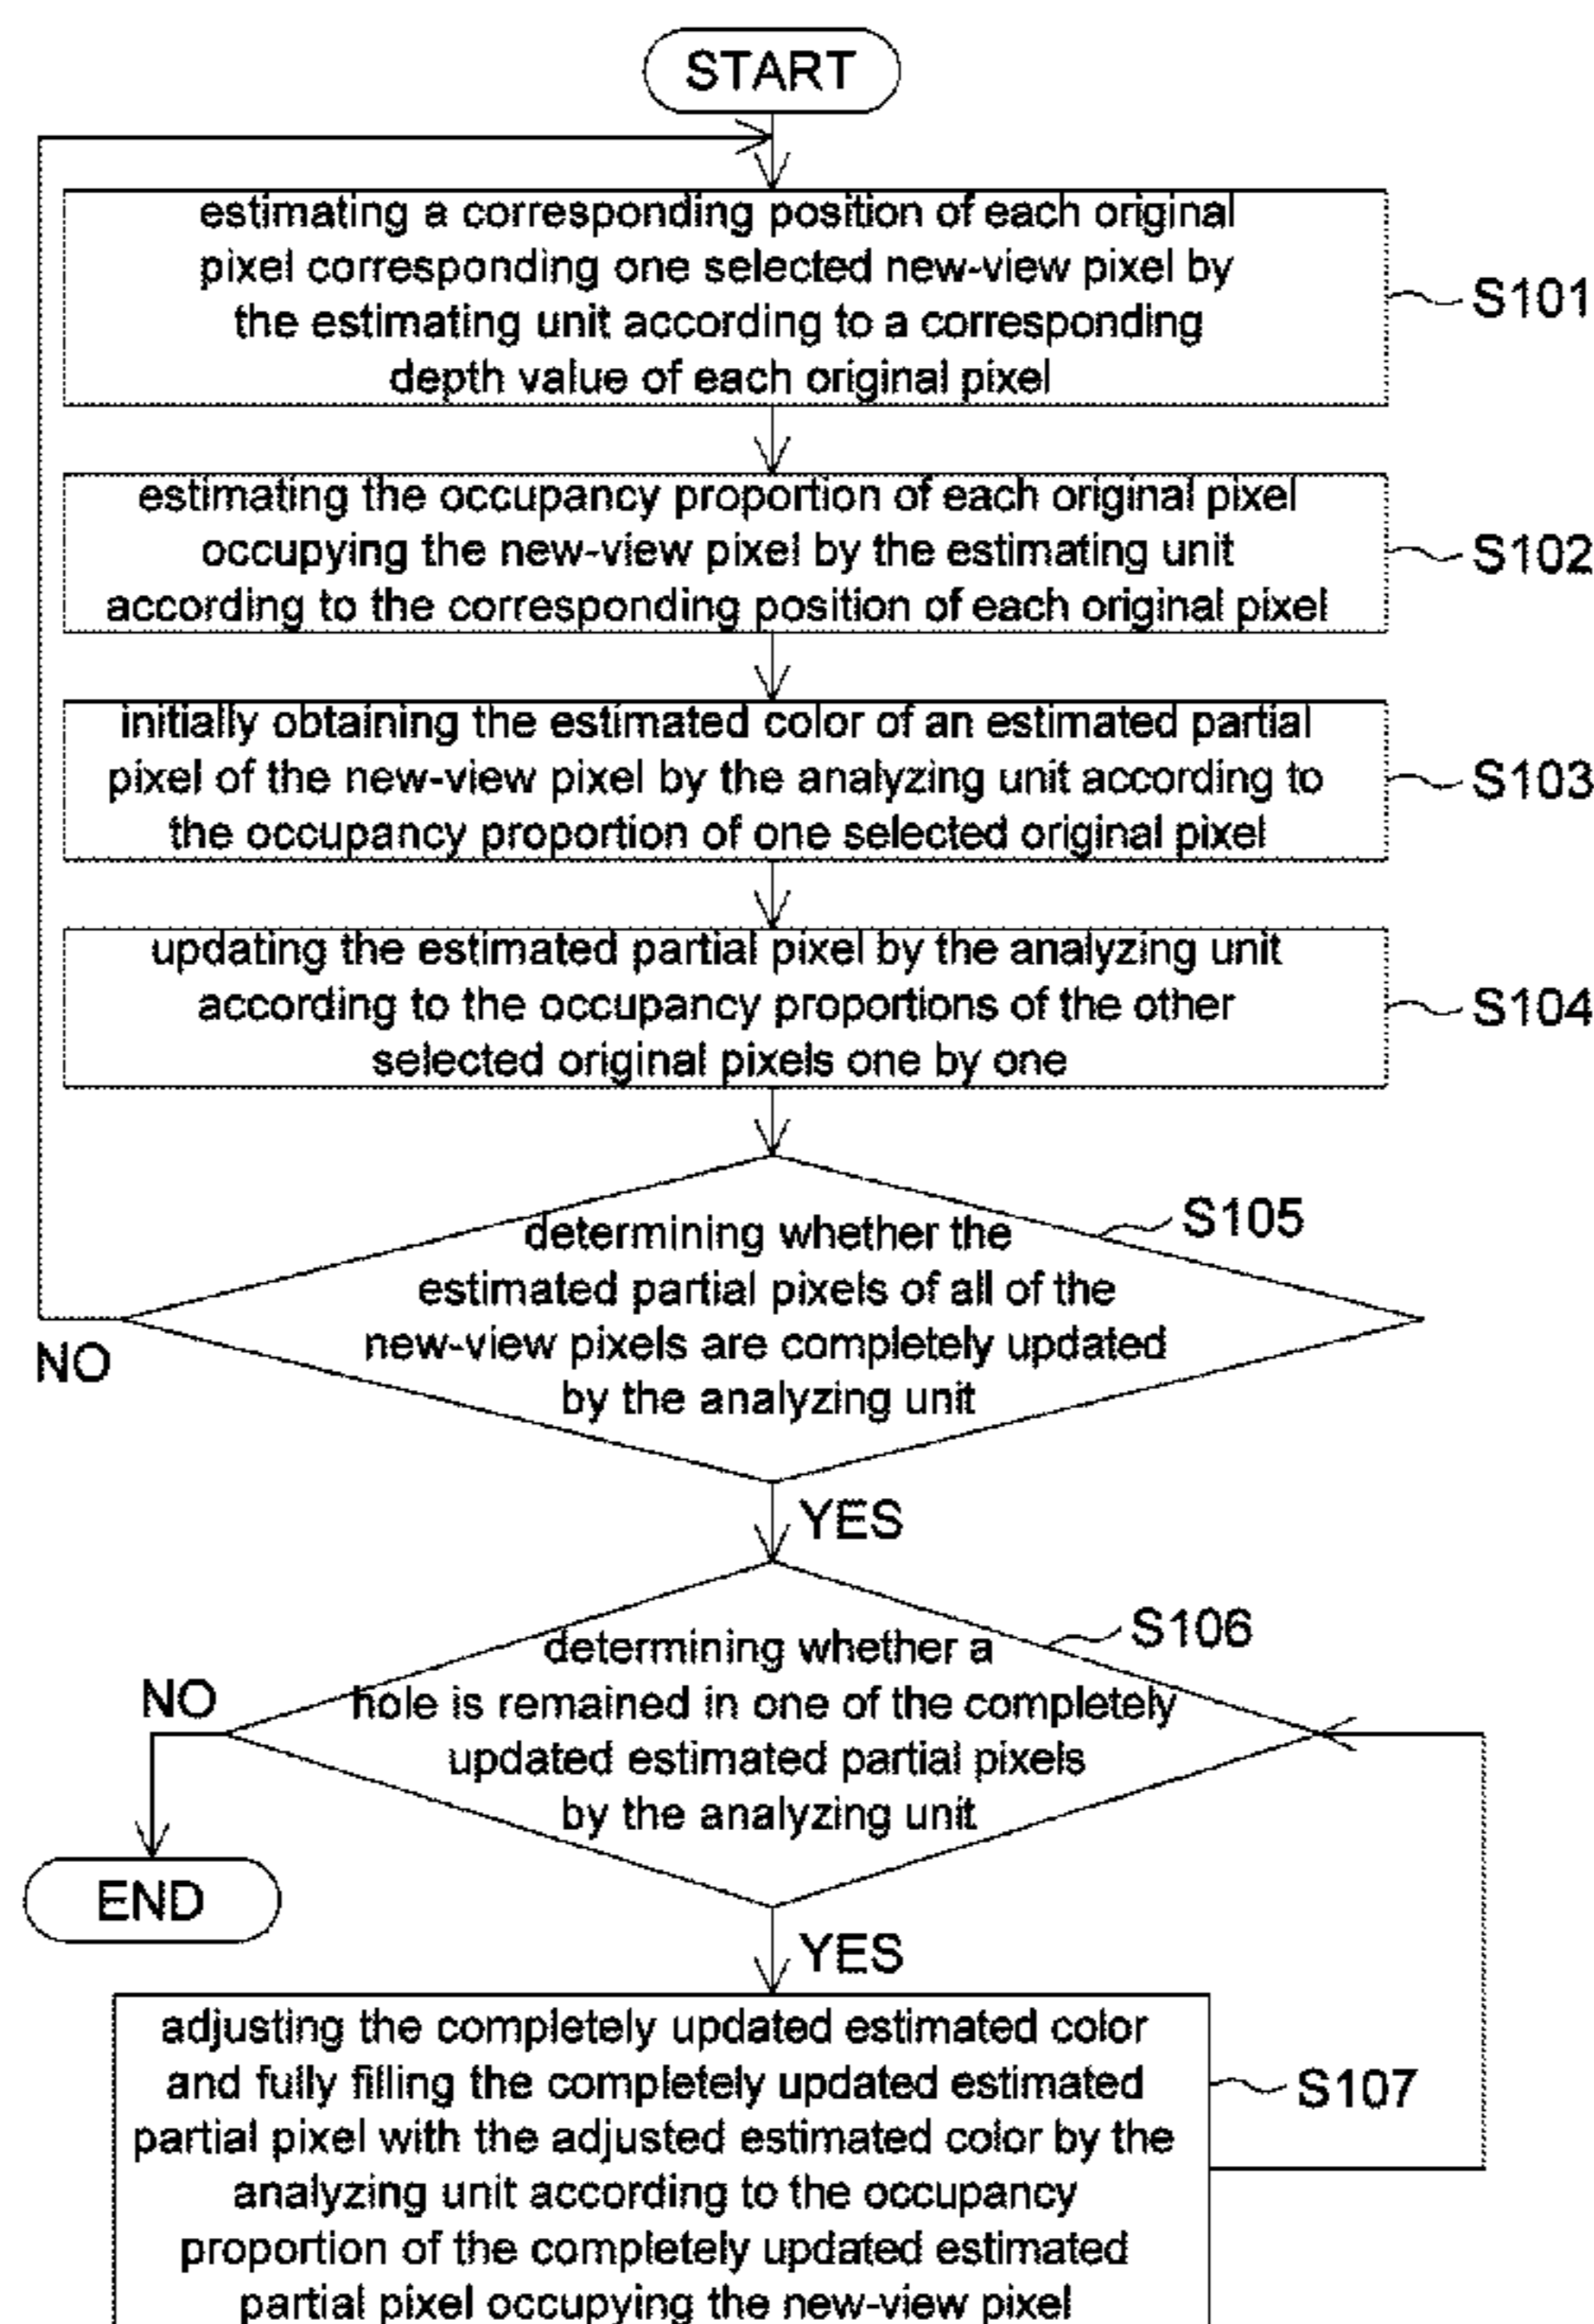 START
estimating a corresponding position of each original
pixel corresponding one selected new-view pixel by
the estimating unit according to a corresponding
depth value of each original pixel
S101
estimating the occupancy proportion of each original pixel
occupying the new-view pixel by the estimating unit
according to the corresponding position of each original pixel
S102
initially obtaining the estimated color of an estimated partial
pixel of the new-view pixel by the analyzing unit according to
the occupancy proportion of one selected original pixel
S103
updating the estimated partial pixel by the analyzing unit
according to the occupancy proportions of the other
selected original pixels one by one
S104
determining whether the
estimated partial pixels of all of the
new-view pixels are completely updated
by the analyzing unit
S105
NO
YES
determining whether a
hole is remained in one of the completely
updated estimated partial pixels
by the analyzing unit
S106
NO
END
YES
adjusting the completely updated estimated color
and fully filling the completely updated estimated
partial pixel with the adjusted estimated color by the
analyzing unit according to the occupancy
proportion of the completely updated estimated
partial pixel occupying the new-view pixel
S107